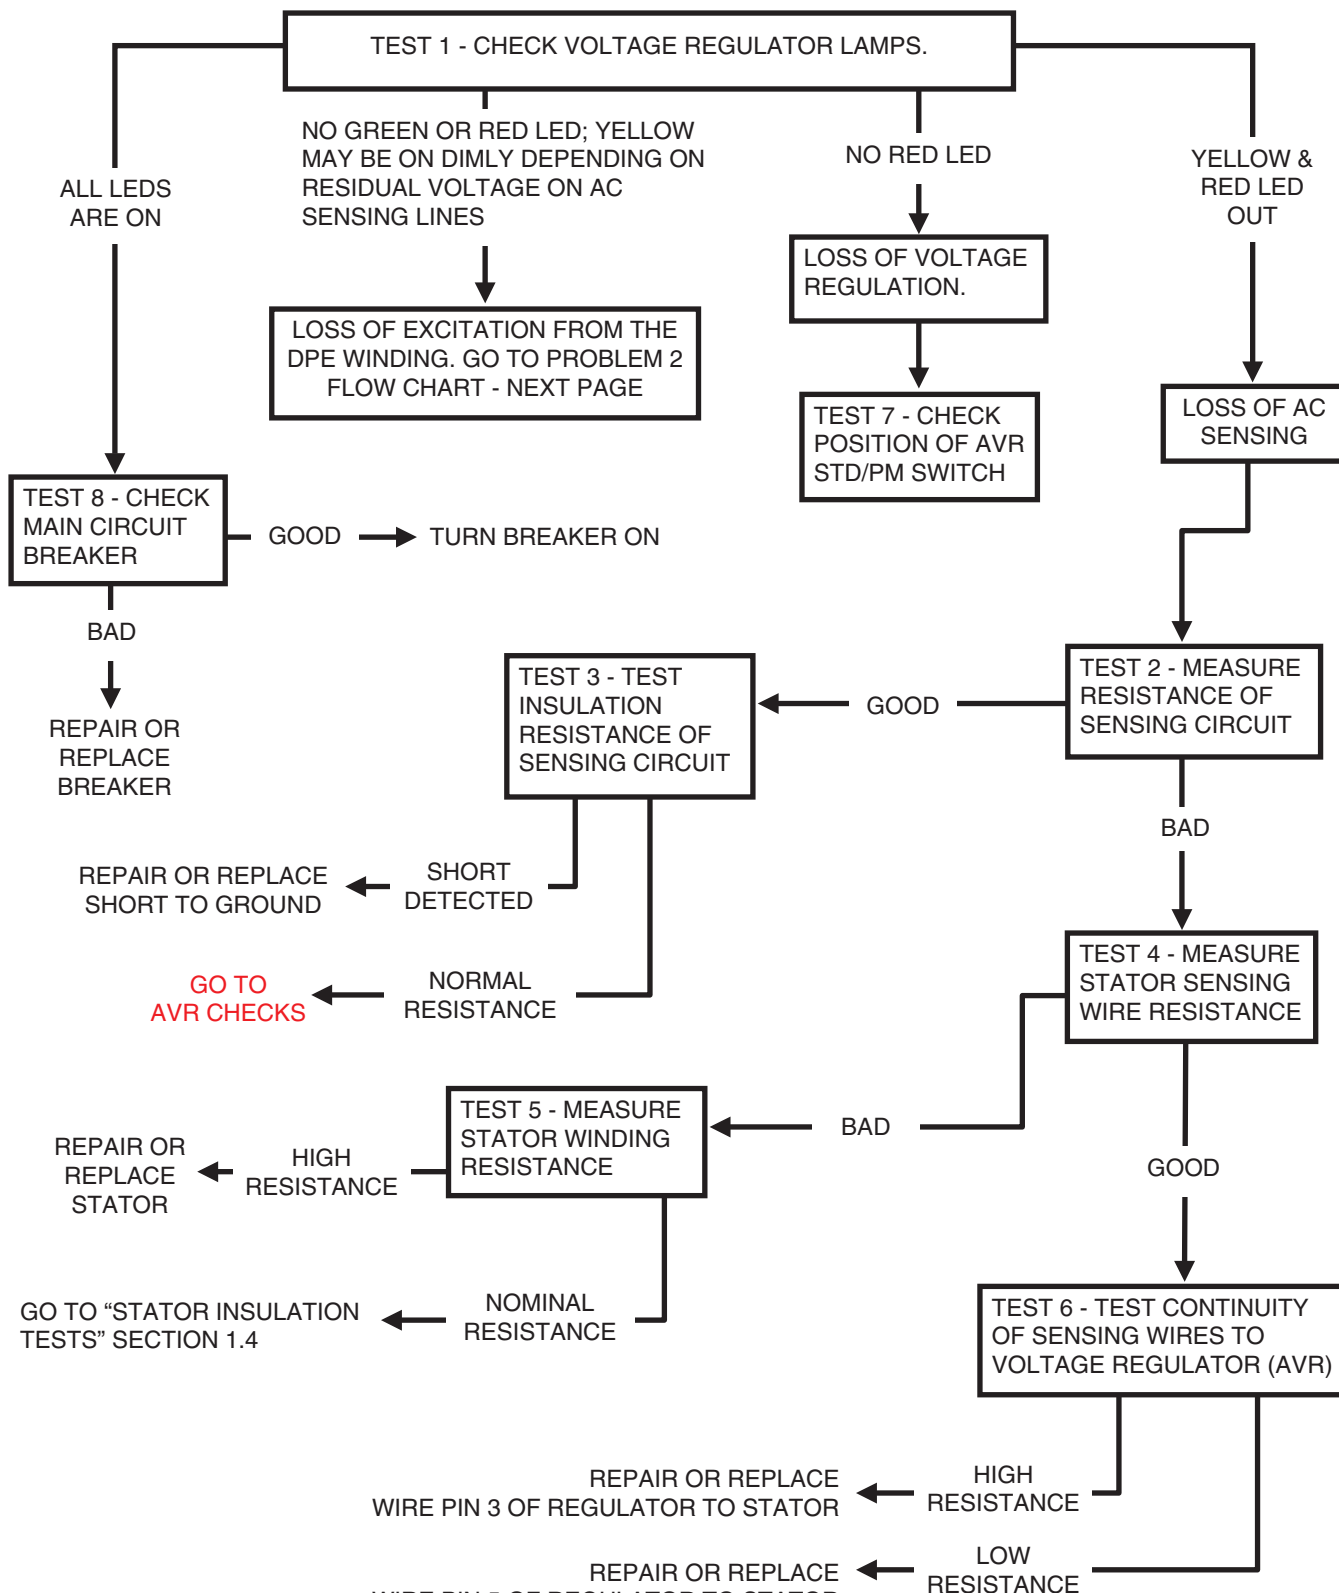 TEST 1 - CHECK VOLTAGE REGULATOR LAMPS.
ALL LEDS
ARE ON
NO GREEN OR RED LED; YELLOW
MAY BE ON DIMLY DEPENDING ON
RESIDUAL VOLTAGE ON AC
SENSING LINES
NO RED LED
YELLOW &
RED LED
OUT
LOSS OF VOLTAGE
REGULATION.
LOSS OF EXCITATION FROM THE
DPE WINDING. GO TO PROBLEM 2
FLOW CHART - NEXT PAGE
TEST 7 - CHECK
POSITION OF AVR
STD/PM SWITCH
LOSS OF AC
SENSING
TEST 8 - CHECK
MAIN CIRCUIT
BREAKER
GOOD
TURN BREAKER ON
BAD
REPAIR OR
REPLACE
BREAKER
TEST 3 - TEST
INSULATION
RESISTANCE OF
SENSING CIRCUIT
GOOD
TEST 2 - MEASURE
RESISTANCE OF
SENSING CIRCUIT
BAD
REPAIR OR REPLACE
SHORT TO GROUND
SHORT
DETECTED
GO TO
AVR CHECKS
NORMAL
RESISTANCE
TEST 4 - MEASURE
STATOR SENSING
WIRE RESISTANCE
TEST 5 - MEASURE
STATOR WINDING
RESISTANCE
BAD
GOOD
REPAIR OR
REPLACE
STATOR
HIGH
RESISTANCE
GO TO “STATOR INSULATION
TESTS” SECTION 1.4
NOMINAL
RESISTANCE
TEST 6 - TEST CONTINUITY
OF SENSING WIRES TO
VOLTAGE REGULATOR (AVR)
REPAIR OR REPLACE
WIRE PIN 3 OF REGULATOR TO STATOR
HIGH
RESISTANCE
REPAIR OR REPLACE
WIRE PIN 5 OF REGULATOR TO STATOR
LOW
RESISTANCE